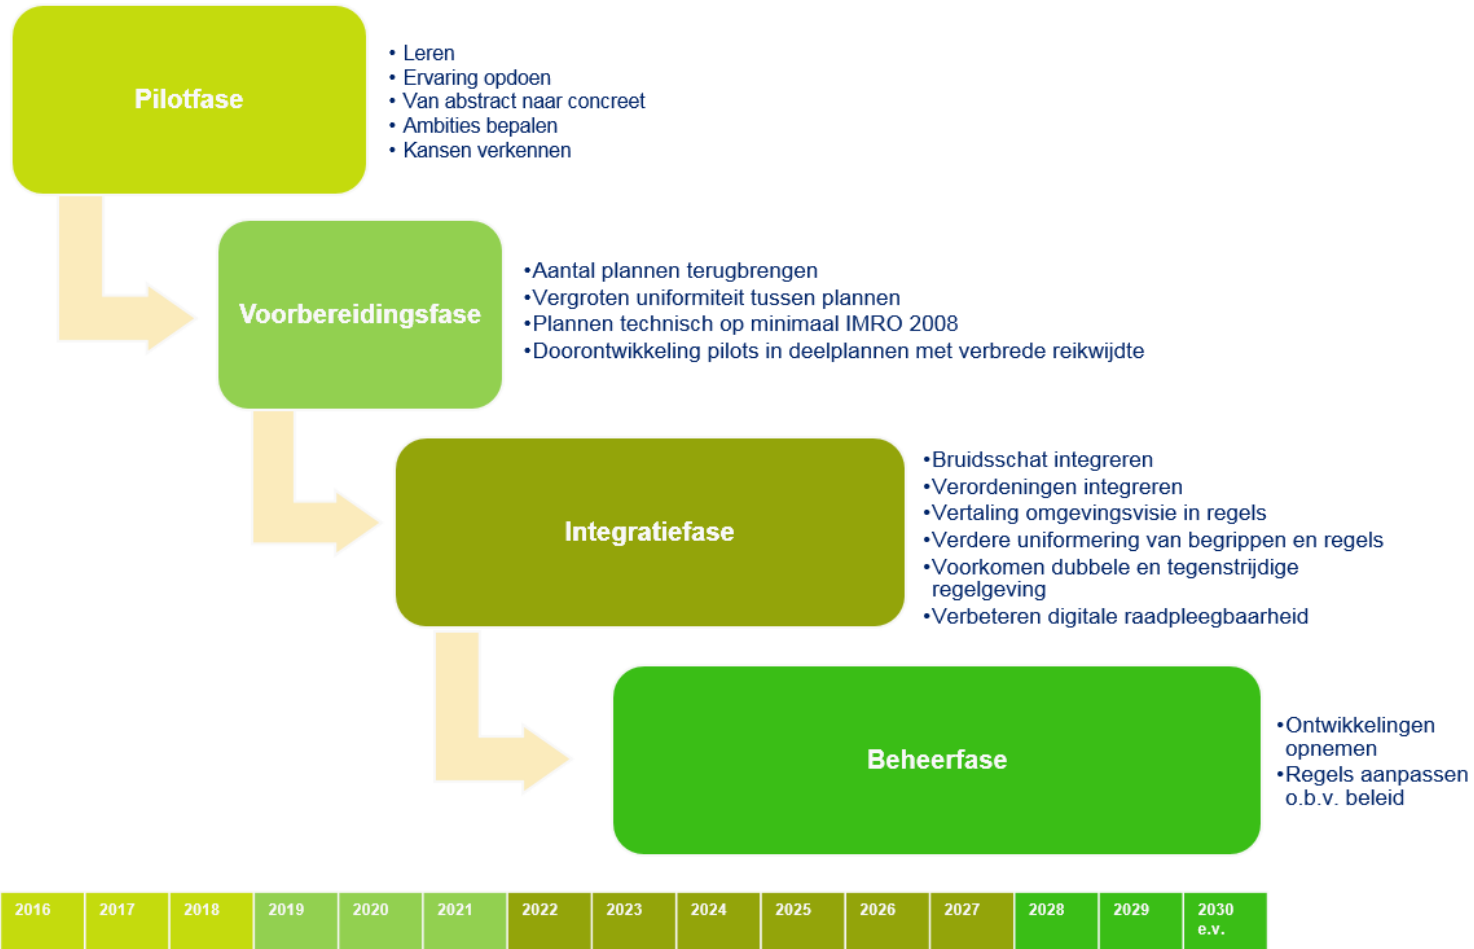 Pilotfase
• Leren
• Ervaring opdoen
• Van abstract naar concreet
• Ambities bepalen
• Kansen verkennen
Voorbereidingsfase
•Aantal plannen terugbrengen
•Vergroten uniformiteit tussen plannen
•Plannen technisch op minimaal IMRO 2008
•Doorontwikkeling pilots in deelplannen met verbrede reikwijdte
Integratiefase
•Bruidsschat integreren
•Verordeningen integreren
•Vertaling omgevingsvisie in regels
•Verdere uniformering van begrippen en regels
•Voorkomen dubbele en tegenstrijdige
regelgeving
•Verbeteren digitale raadpleegbaarheid
Beheerfase
•Ontwikkelingen
opnemen
•Regels aanpassen
o.b.v. beleid
2016 2017 2018 2019 2020 2021 2022 2023 2024 2025 2026 2027 2028 2029 2030
e.v.